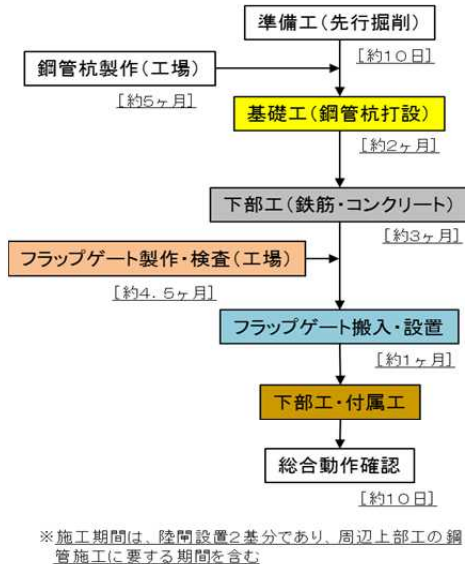 準備工(先行掘削)
[約10日]
鋼管杭製作(工場)
[約5ヶ月]
基礎工(鋼管杭打設)
[約2ヶ月]
下部工(鉄筋・コンクリート)
[約3ヶ月]
フラップゲート製作・検査(工場)
[約4.5ヶ月]
フラップゲート搬入・設置
[約1ヶ月]
下部工・付属工
総合動作確認
[約10日]
※施工期間は、陸閘設置2基分であり、周辺上部工の鋼
管施工に要する期間を含む